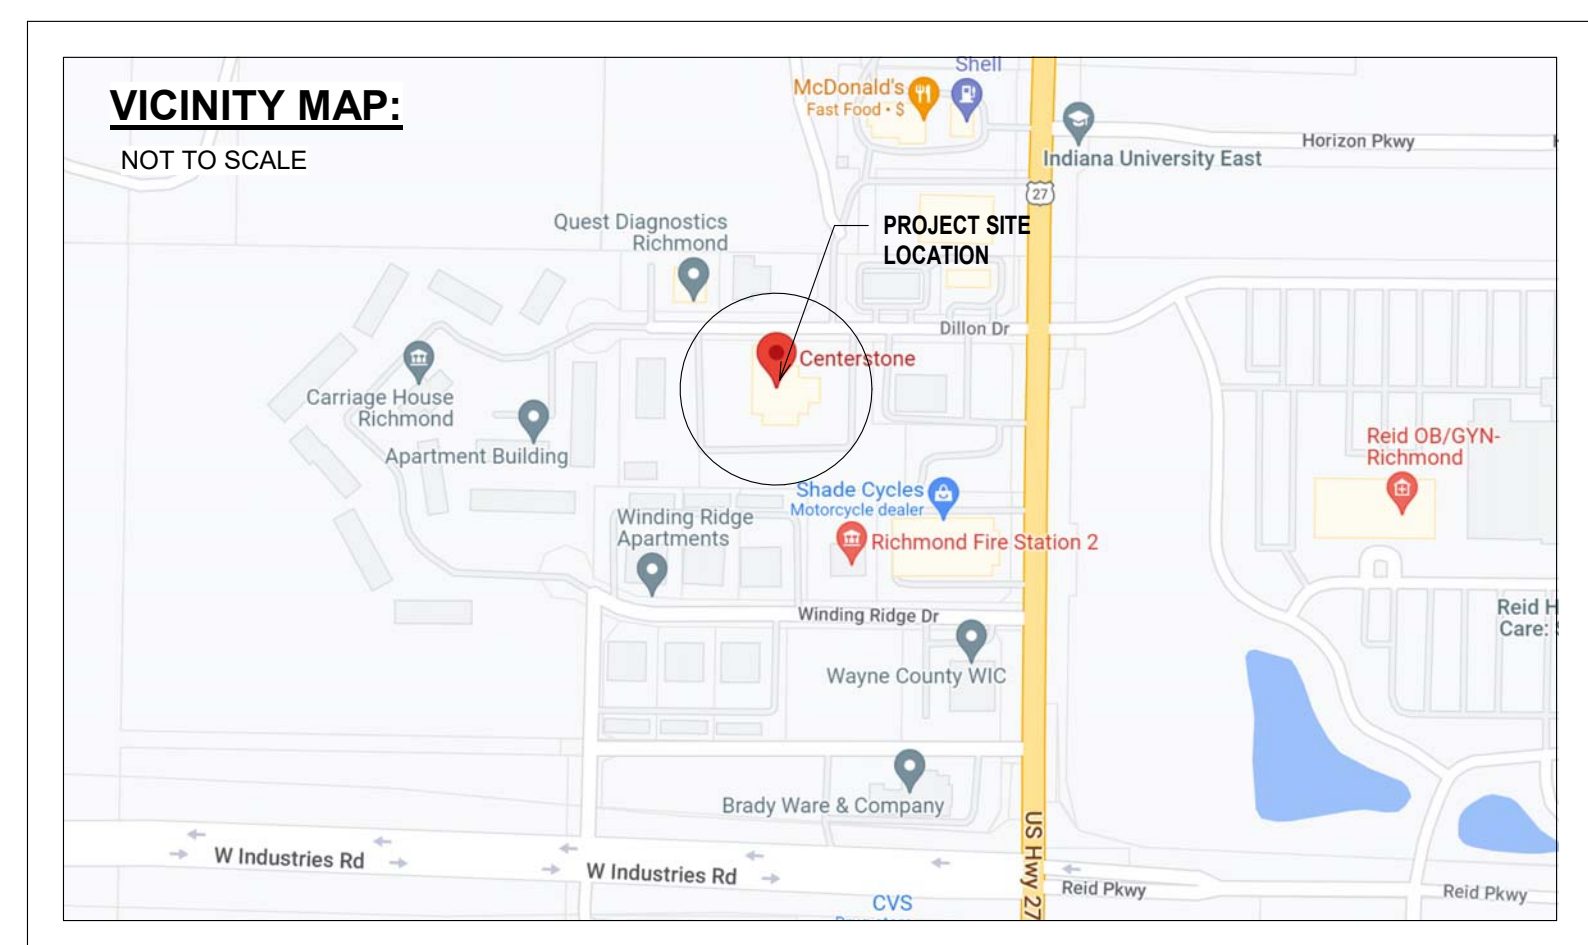 VICINITY MAP:
NOT TO SCALE
Shell
McDonald's
Fast Food • $
Horizon Pkwy
Indiana University East
27
Quest Diagnostics
Richmond
PROJECT SITE
LOCATION
Dillon Dr
Centerstone
Carriage House
Richmond
Apartment Building
Reid OB/GYN-
Richmond
Shade Cycles
Motorcycle dealer
Winding Ridge
Apartments
Richmond Fire Station 2
Winding Ridge Dr
Reid H
Care:
Wayne County WIC
Brady Ware & Company
US Hwy 27
W Industries Rd
W Industries Rd
Reid Pkwy
Reid Pkwy
CVS